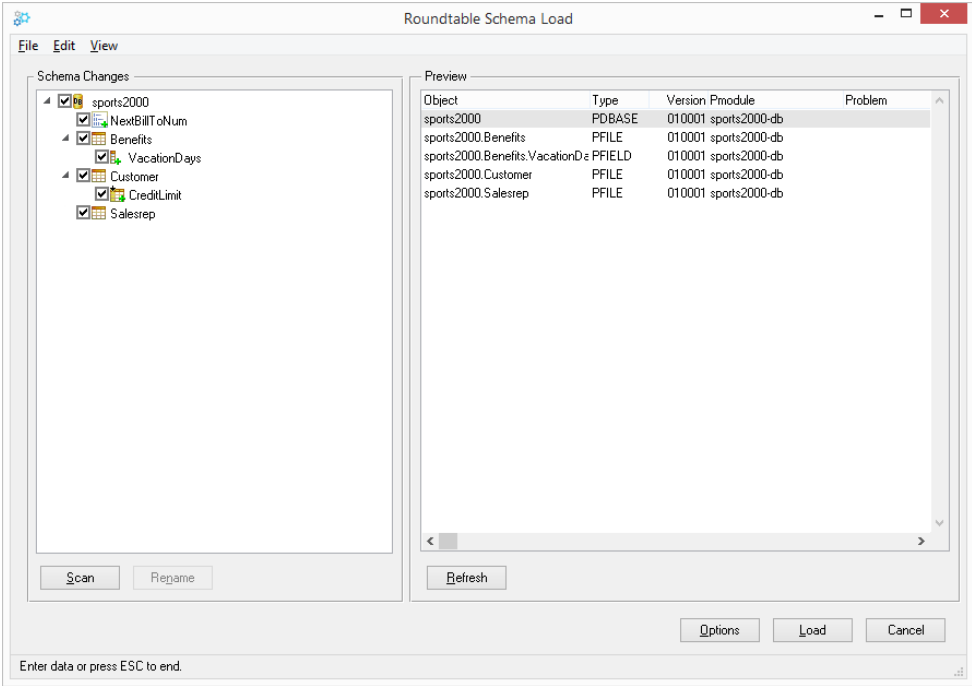 Roundtable Schema Load
File Edit View
Schema Changes
sports2000
NextBillToNum
Benefits
VacationDays
Customer
CreditLimit
Salesrep
Scan Rename
Preview
Object Type Version Pmodule Problem
sports2000 PDBASE 010001 sports2000-db
sports2000.Benefits PFILE 010001 sports2000-db
sports2000.Benefits.VacationDa PFIELD 010001 sports2000-db
sports2000.Customer PFILE 010001 sports2000-db
sports2000.Salesrep PFILE 010001 sports2000-db
Refresh
Options Load Cancel
Enter data or press ESC to end.